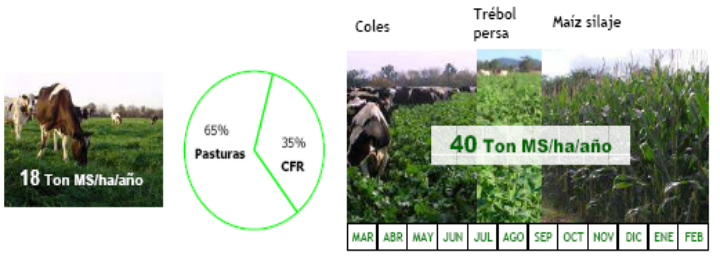 Coles
Trébol
persa
Maíz silaje
65%
Pasturas
35%
CFR
18 Ton MS/ha/año
40 Ton MS/ha/año
MAR ABR MAY JUN JUL AGO SEP OCT NOV DIC ENE FEB